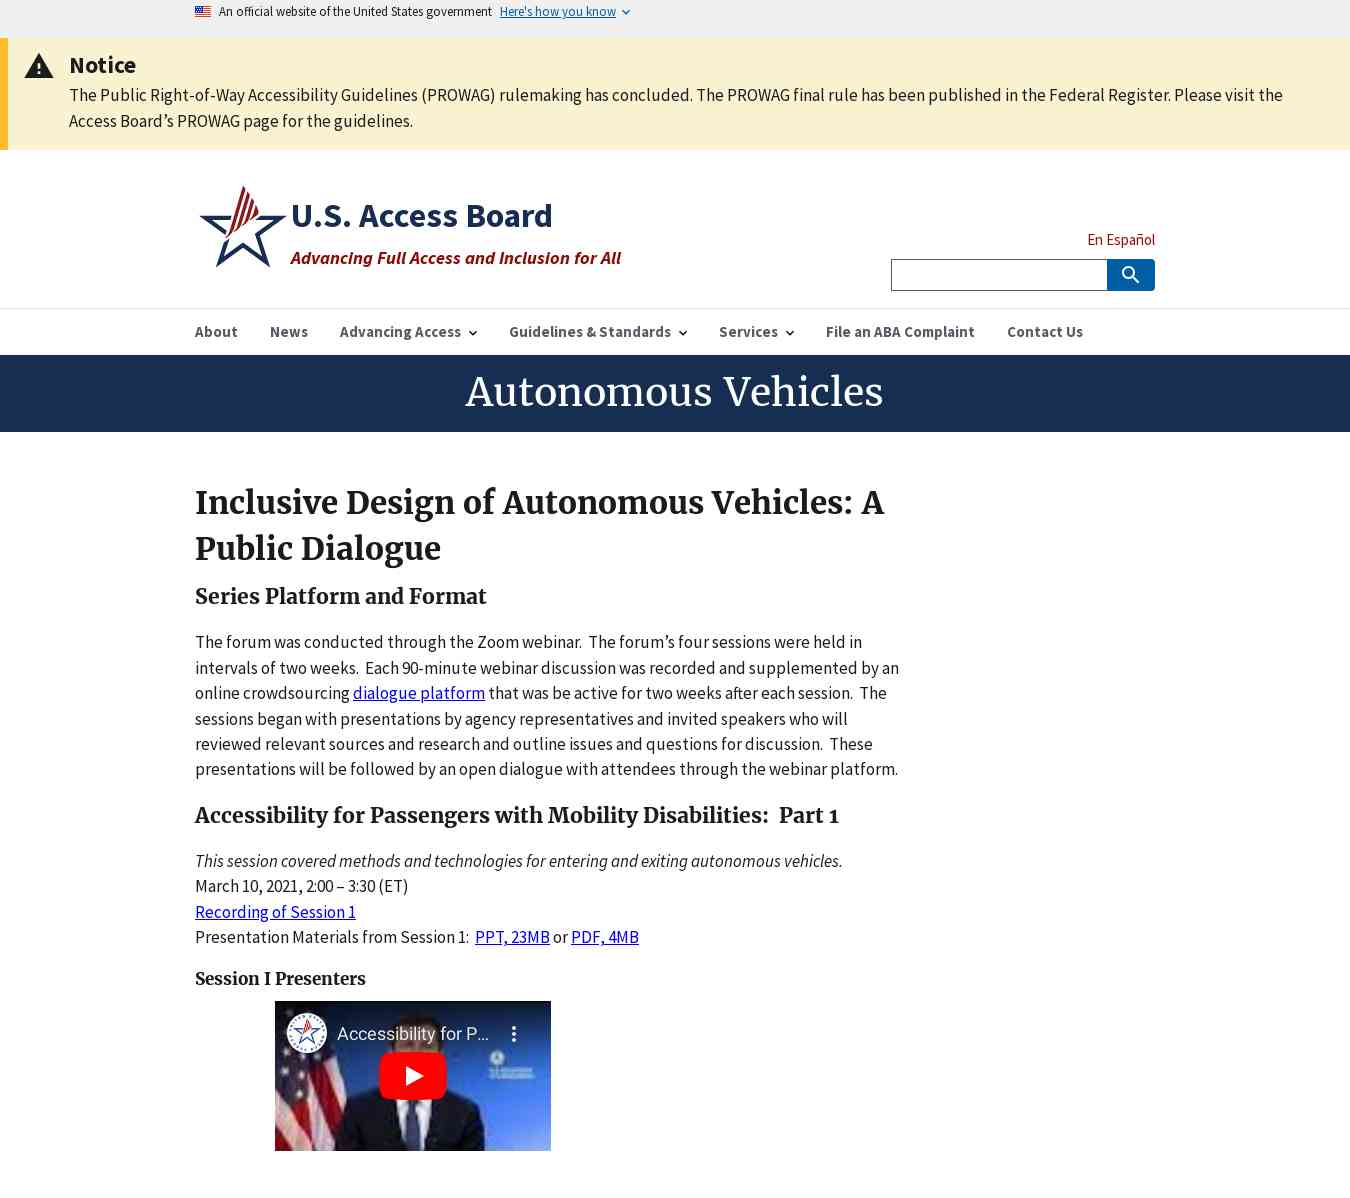 An official website of the United States government Here's how you know
Notice
The Public Right-of-Way Accessibility Guidelines (PROWAG) rulemaking has concluded. The PROWAG final rule has been published in the Federal Register. Please visit the
Access Board’s PROWAG page for the guidelines.
U.S. Access Board
Advancing Full Access and Inclusion for All
En Español
About News Advancing Access Guidelines & Standards Services File an ABA Complaint Contact Us
Autonomous Vehicles
Inclusive Design of Autonomous Vehicles: A
Public Dialogue
Series Platform and Format
The forum was conducted through the Zoom webinar.  The forum’s four sessions were held in
intervals of two weeks.  Each 90-minute webinar discussion was recorded and supplemented by an
online crowdsourcing dialogue platform that was be active for two weeks after each session.  The
sessions began with presentations by agency representatives and invited speakers who will
reviewed relevant sources and research and outline issues and questions for discussion.  These
presentations will be followed by an open dialogue with attendees through the webinar platform.
Accessibility for Passengers with Mobility Disabilities:  Part 1
This session covered methods and technologies for entering and exiting autonomous vehicles.
March 10, 2021, 2:00 – 3:30 (ET)
Recording of Session 1
Presentation Materials from Session 1:  PPT, 23MB or PDF, 4MB
Session I Presenters
Accessibility for P...